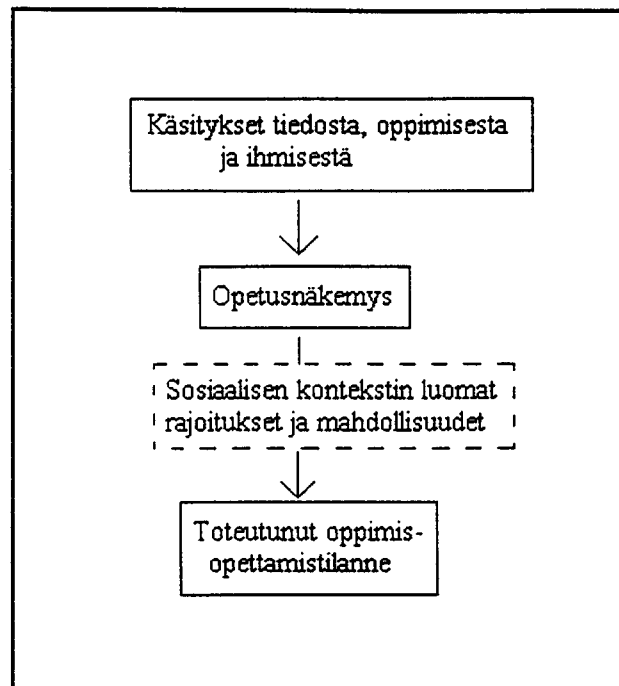 Käsitykset tiedosta, oppimisesta
ja ihmisestä
Opetusnäkemys
Sosiaalisen kontekstin luomat
rajoitukset ja mahdollisuudet
Toteutunut oppimis-
opettamistilanne